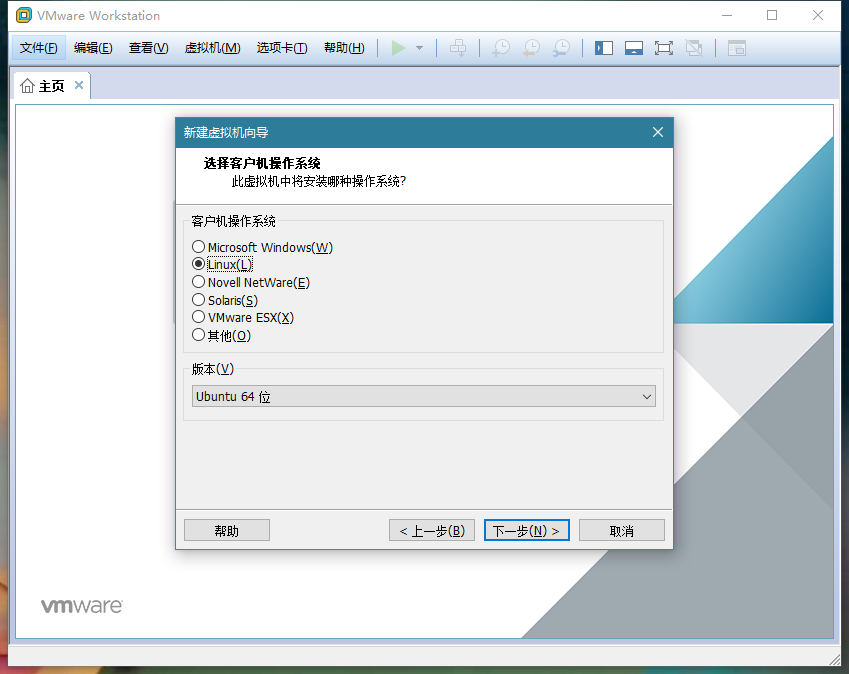 VMware Workstation
文件(F) 编辑(E) 查看(V) 虚拟机(M) 选项卡(T) 帮助(H)
主页
新建虚拟机向导
选择客户机操作系统
此虚拟机中将安装哪种操作系统?
客户机操作系统
Microsoft Windows(W)
Linux(L)
Novell NetWare(E)
Solaris(S)
VMware ESX(X)
其他(O)
版本(V)
Ubuntu 64 位
帮助 < 上一步(B) 下一步(N) > 取消
vmware